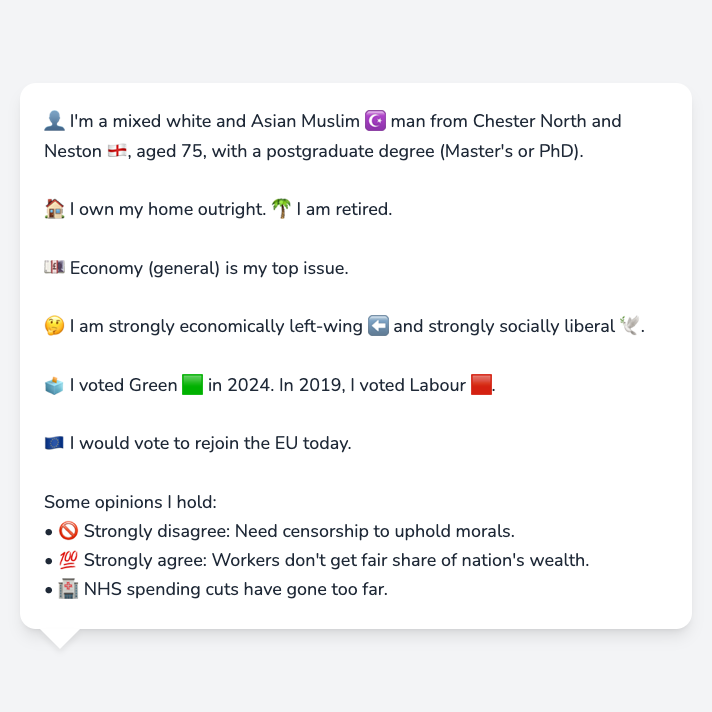 👤 I'm a mixed white and Asian Muslim ☪️ man from Chester North and
Neston 🏴󠁧󠁢󠁥󠁮󠁧󠁿, aged 75, with a postgraduate degree (Master's or PhD).
🏠 I own my home outright. 🌴 I am retired.
💷 Economy (general) is my top issue.
🤔 I am strongly economically left-wing ⬅️ and strongly socially liberal 🕊️.
🗳️ I voted Green 🟩 in 2024. In 2019, I voted Labour 🟥.
🇪🇺 I would vote to rejoin the EU today.
Some opinions I hold:
• 🚫 Strongly disagree: Need censorship to uphold morals.
• 💯 Strongly agree: Workers don't get fair share of nation's wealth.
• 🏥 NHS spending cuts have gone too far.